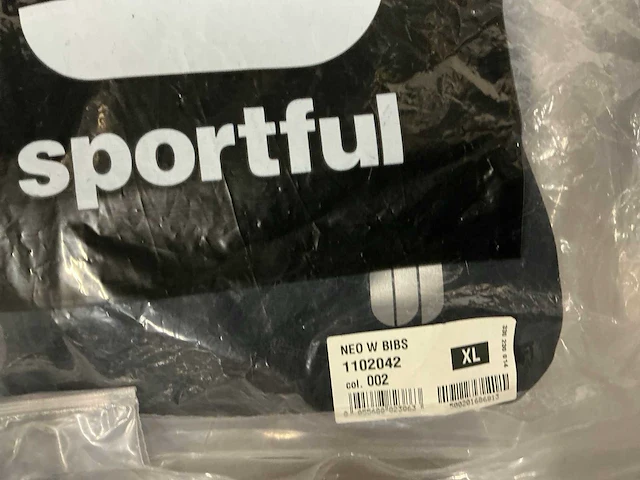 sportful
NEO W BIBS
1102042
XL
col. 002